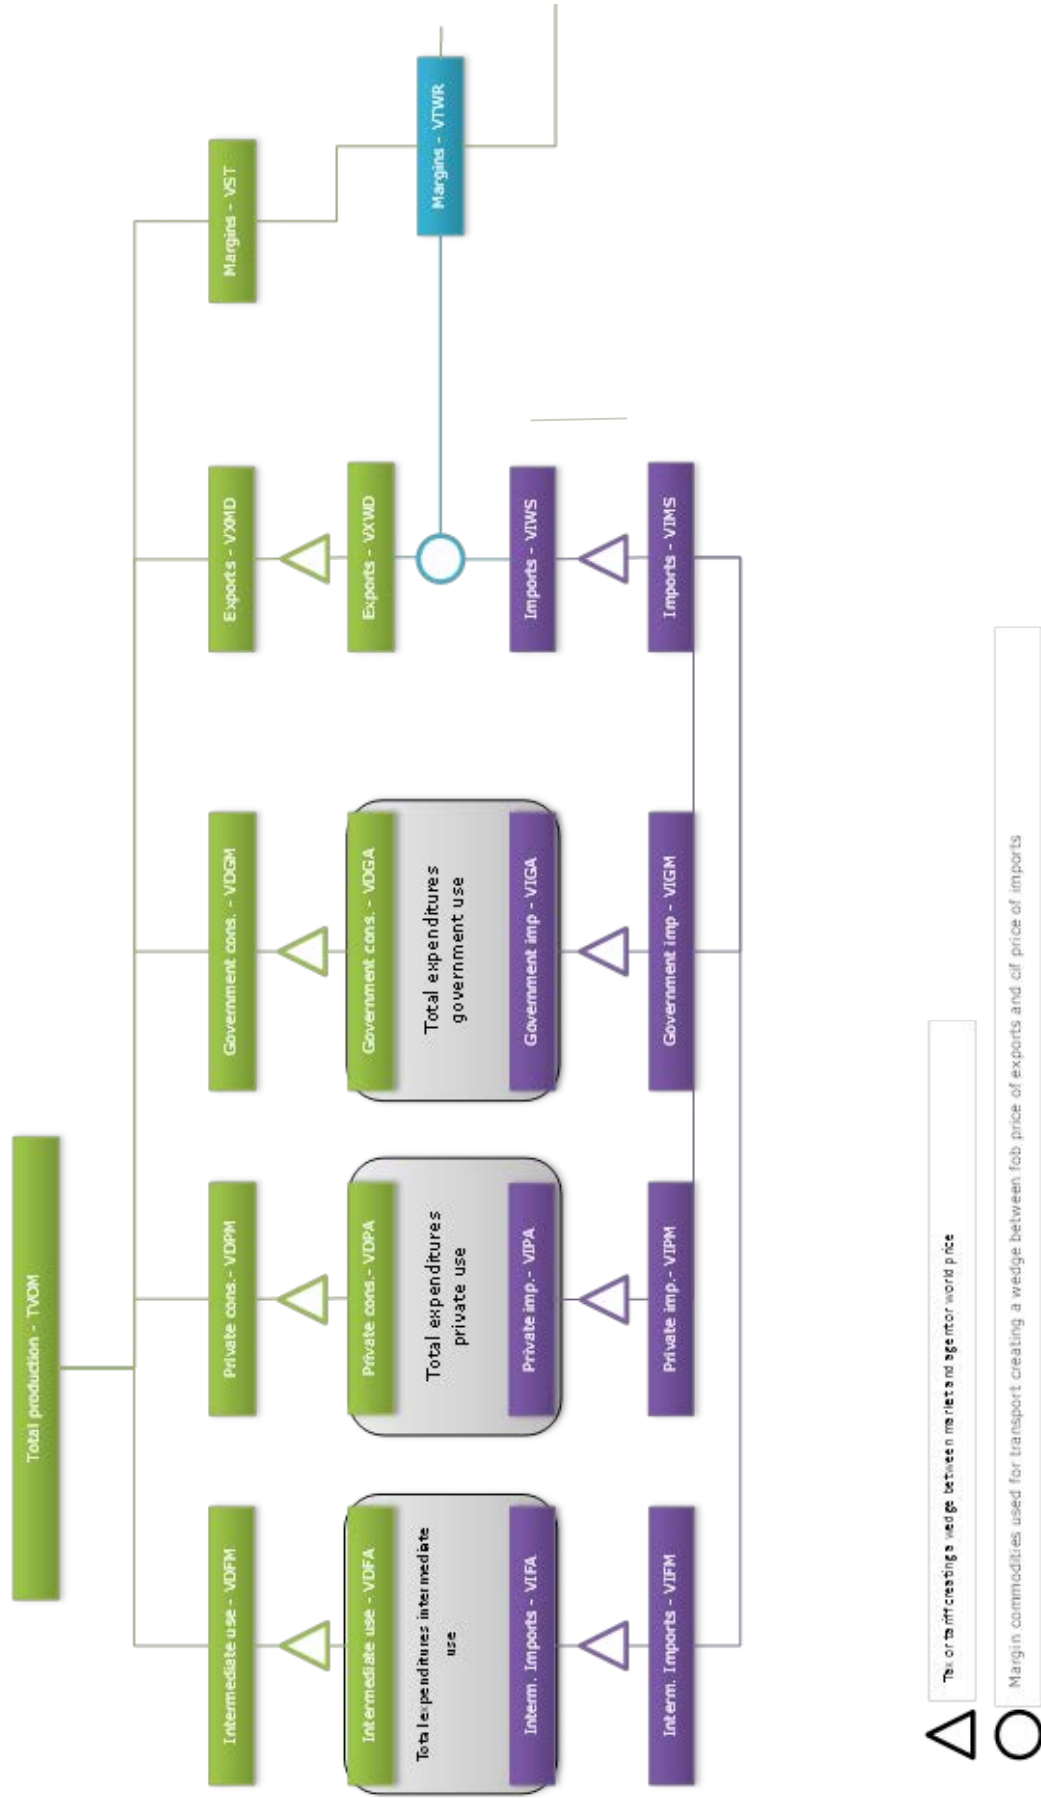 Total production - TVOM
Intermediate use - VDFM
Private cons.- VDPM
Government cons. - VDGM
Exports - VXMD
Margins - VST
Intermediate use - VDFA
Private cons.- VDPA
Government cons. - VDGA
Exports - VXWD
Total expenditures intermediate
use
Total expenditures
private use
Total expenditures
government use
Margins - VTWR
Interm. Imports - VIFA
Private imp.- VIPA
Government imp - VIGA
Imports - VIWS
Interm. Imports - VIFM
Private imp.- VIPM
Government imp - VIGM
Imports - VIMS
Tax or tariff creating a wedge between market and agent or world price
Margin commodities used for transport creating a wedge between fob price of exports and cif price of imports